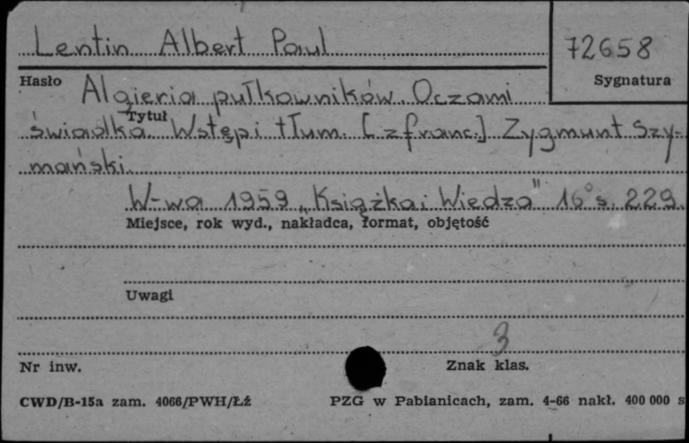 Lentin Albert Paul
72658
Hasło
Sygnatura
Algieria pułkowników. Oczami
Tytuł
świadka. Wstęp i tłum. [z franc.] Zygmunt Szy-
mański.
W-wa 1959 „Książka i Wiedza" 16° s. 229.
Miejsce, rok wyd., nakładca, format, objętość
Uwagi
3
Nr inw.
Znak klas.
CWD/B-15a zam. 4066/PWH/Łź
PZG w Pabianicach, zam. 4-66 nakł. 400 000 s